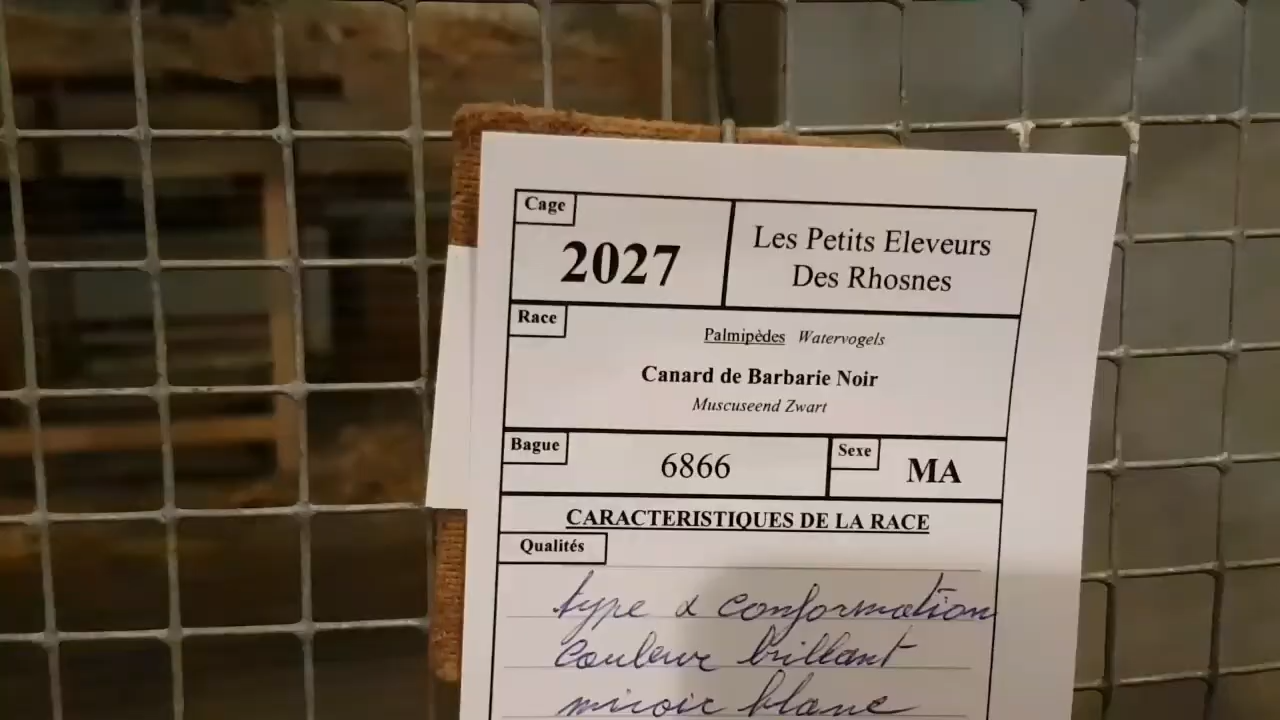 Cage
2027
Les Petits Eleveurs
Des Rhosnes
Race
Palmipèdes Watervogels
Canard de Barbarie Noir
Muscuseend Zwart
Bague
6866
Sexe
MA
CARACTERISTIQUES DE LA RACE
Qualités
type & conformation
couleur brillant
miroir blanc